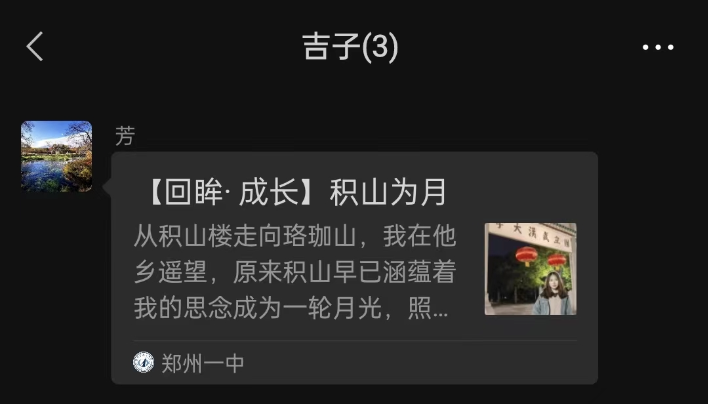 吉子(3)
芳
【回眸· 成长】积山为月
从积山楼走向珞珈山，我在他
乡遥望，原来积山早已涵蕴着
我的思念成为一轮月光，照...
郑州一中